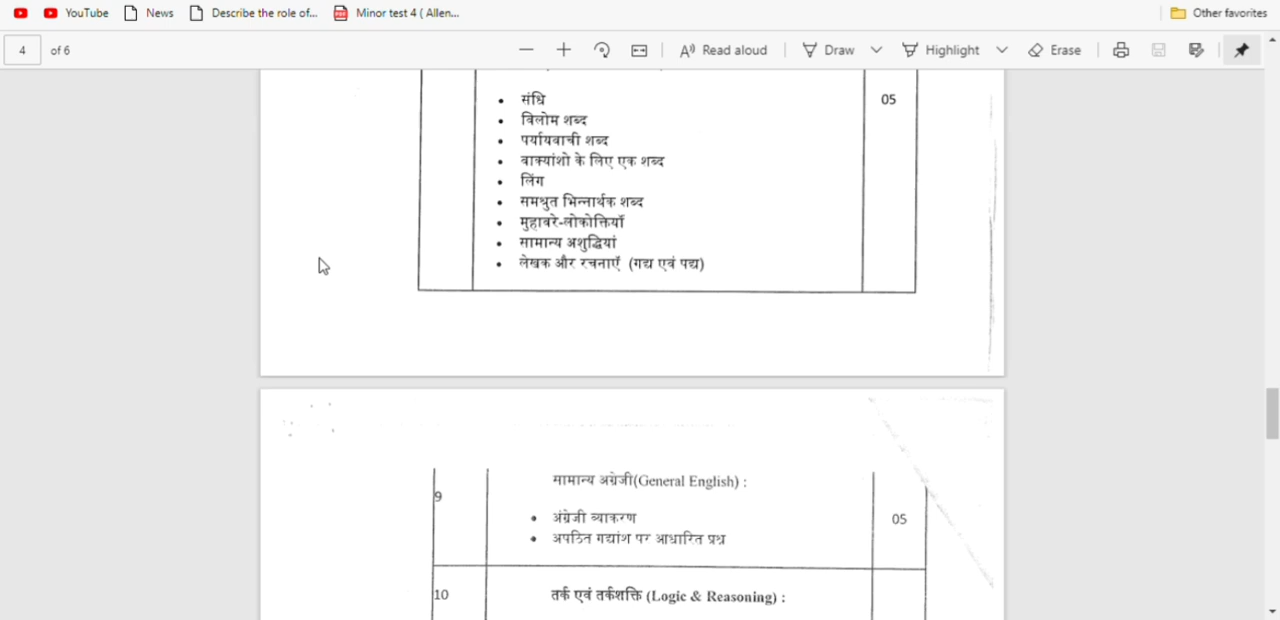 YouTube News Describe the role of... Minor test 4 ( Allen... Other favorites
4 of 6 Read aloud Draw Highlight Erase
• संधि 05
• विलोम शब्द
• पर्यायवाची शब्द
• वाक्यांशो के लिए एक शब्द
• लिंग
• समश्रुत भिन्नार्थक शब्द
• मुहावरे-लोकोक्तियाँ
• सामान्य अशुद्धियां
• लेखक और रचनाएँ (गद्य एवं पद्य)
सामान्य अग्रेजी(General English) :
9
• अंग्रेजी व्याकरण 05
• अपठित गद्यांश पर आधारित प्रश्न
10 तर्क एवं तर्कशक्ति (Logic & Reasoning) :